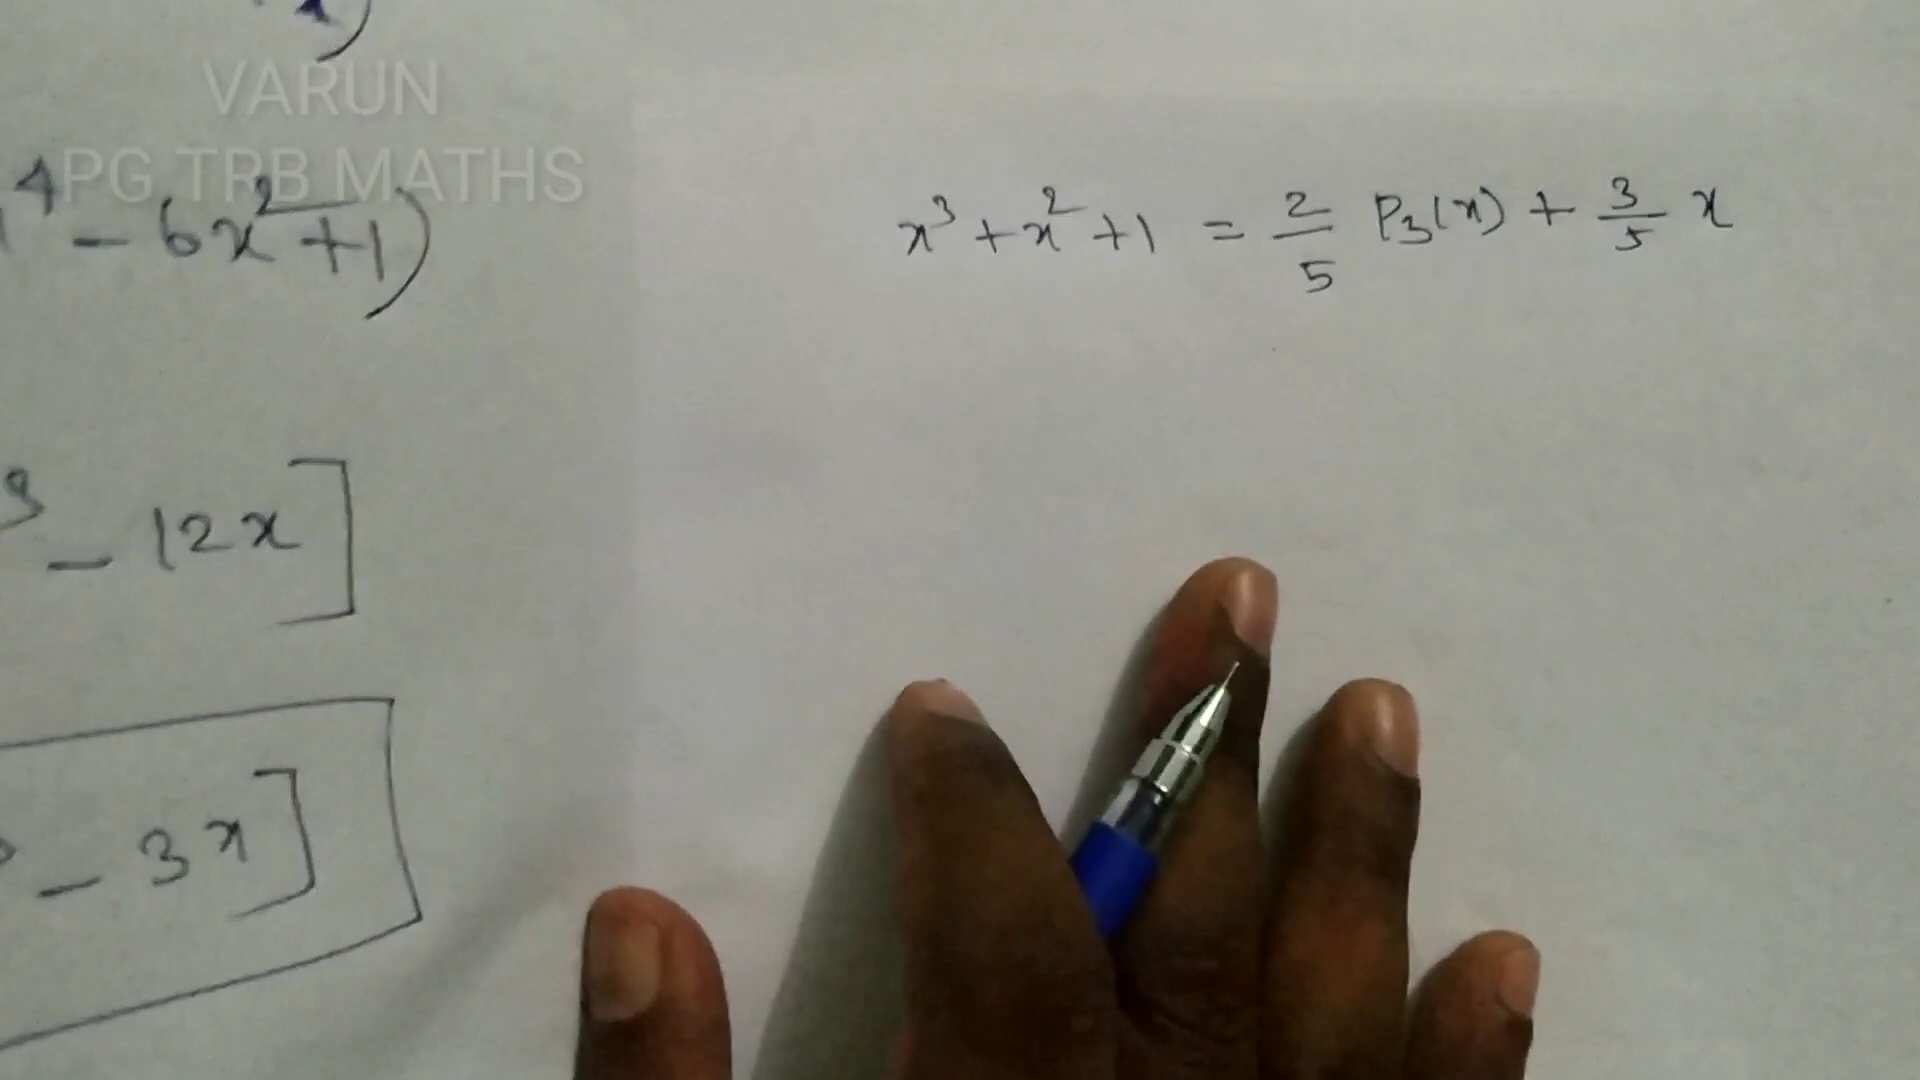 VARUN
PG TRB MATHS
4 - 6x² + 1)
- 12x]
- 3x]
x³ + x² + 1 = 2/5 P₃(x) + 3/5 x